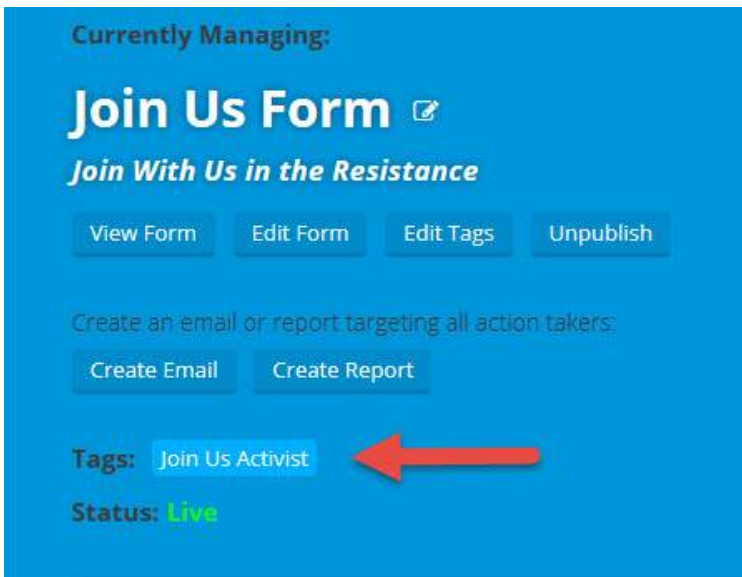 Currently Managing:
Join Us Form
Join With Us in the Resistance
View Form Edit Form Edit Tags Unpublish
Create an email or report targeting all action takers:
Create Email Create Report
Tags: Join Us Activist
Status: Live